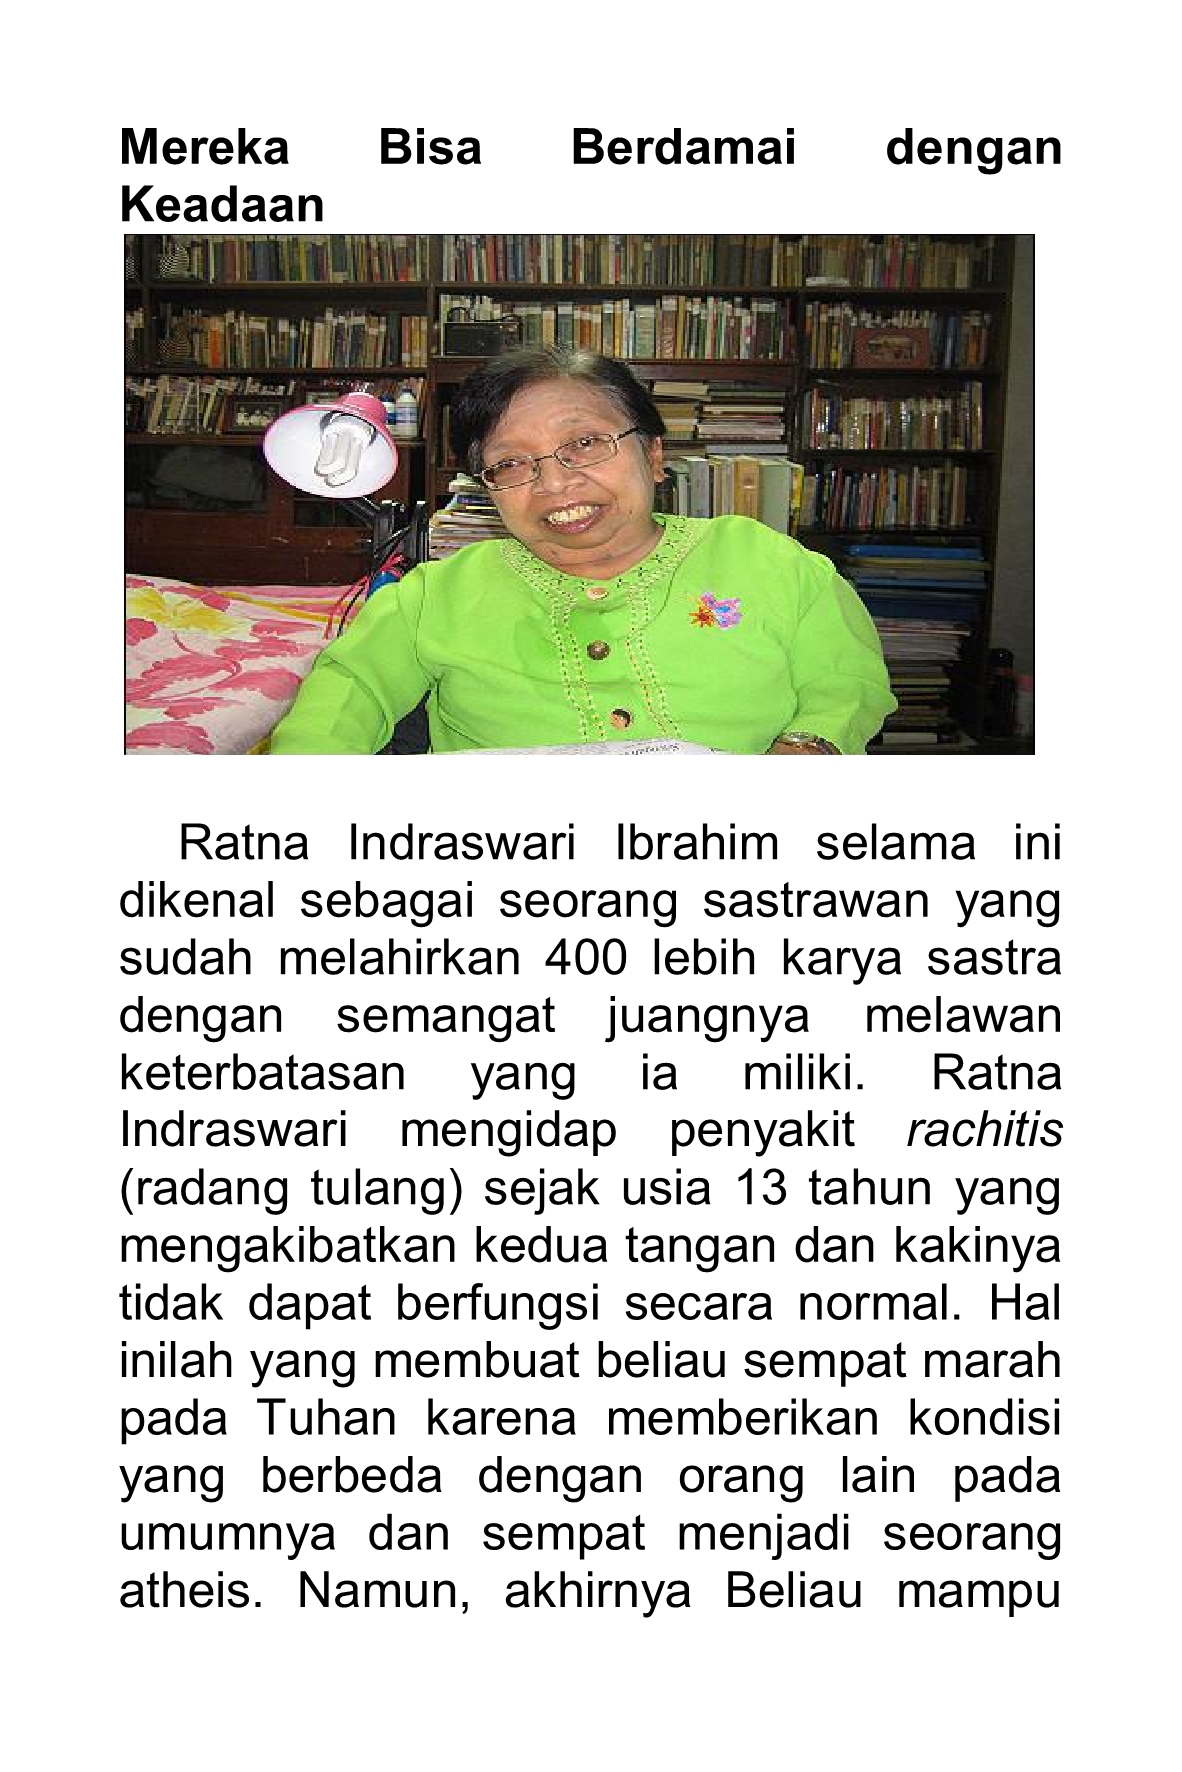 Mereka Bisa Berdamai dengan
Keadaan
Ratna Indraswari Ibrahim selama ini
dikenal sebagai seorang sastrawan yang
sudah melahirkan 400 lebih karya sastra
dengan semangat juangnya melawan
keterbatasan yang ia miliki. Ratna
Indraswari mengidap penyakit rachitis
(radang tulang) sejak usia 13 tahun yang
mengakibatkan kedua tangan dan kakinya
tidak dapat berfungsi secara normal. Hal
inilah yang membuat beliau sempat marah
pada Tuhan karena memberikan kondisi
yang berbeda dengan orang lain pada
umumnya dan sempat menjadi seorang
atheis. Namun, akhirnya Beliau mampu